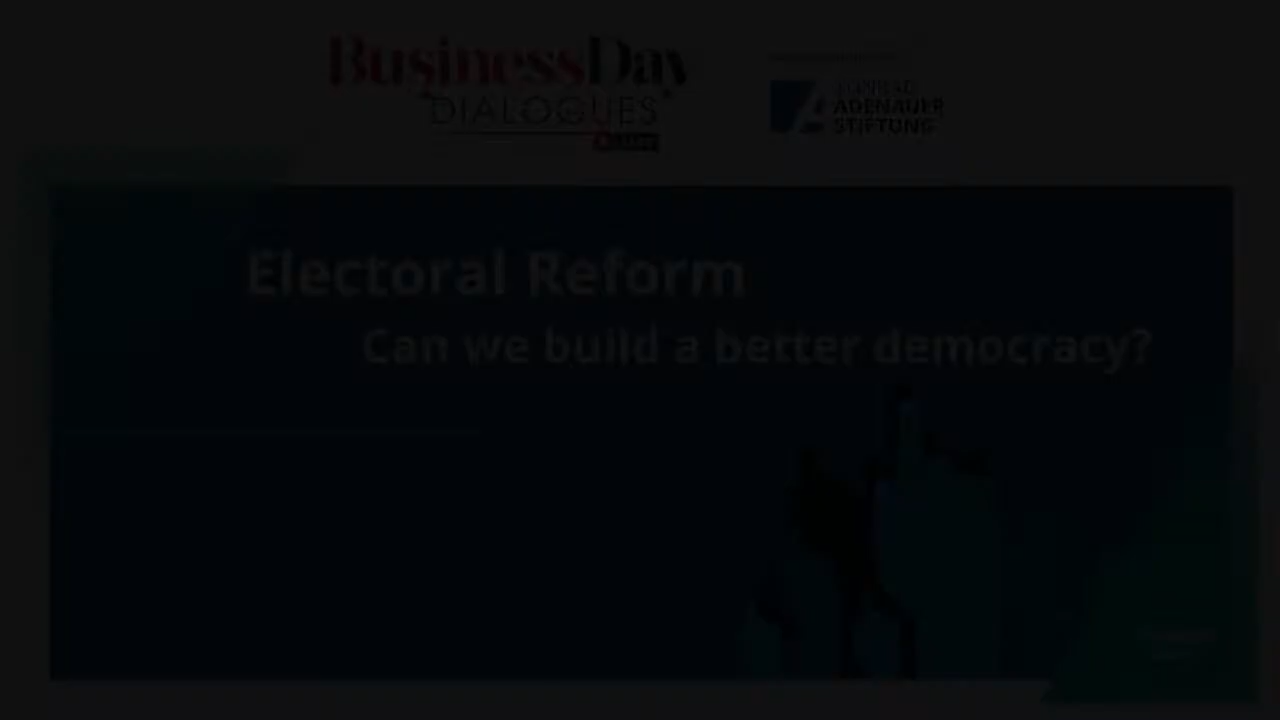 BusinessDay
DIALOGUES
KONRAD
ADENAUER
STIFTUNG
Electoral Reform
Can we build a better democracy?